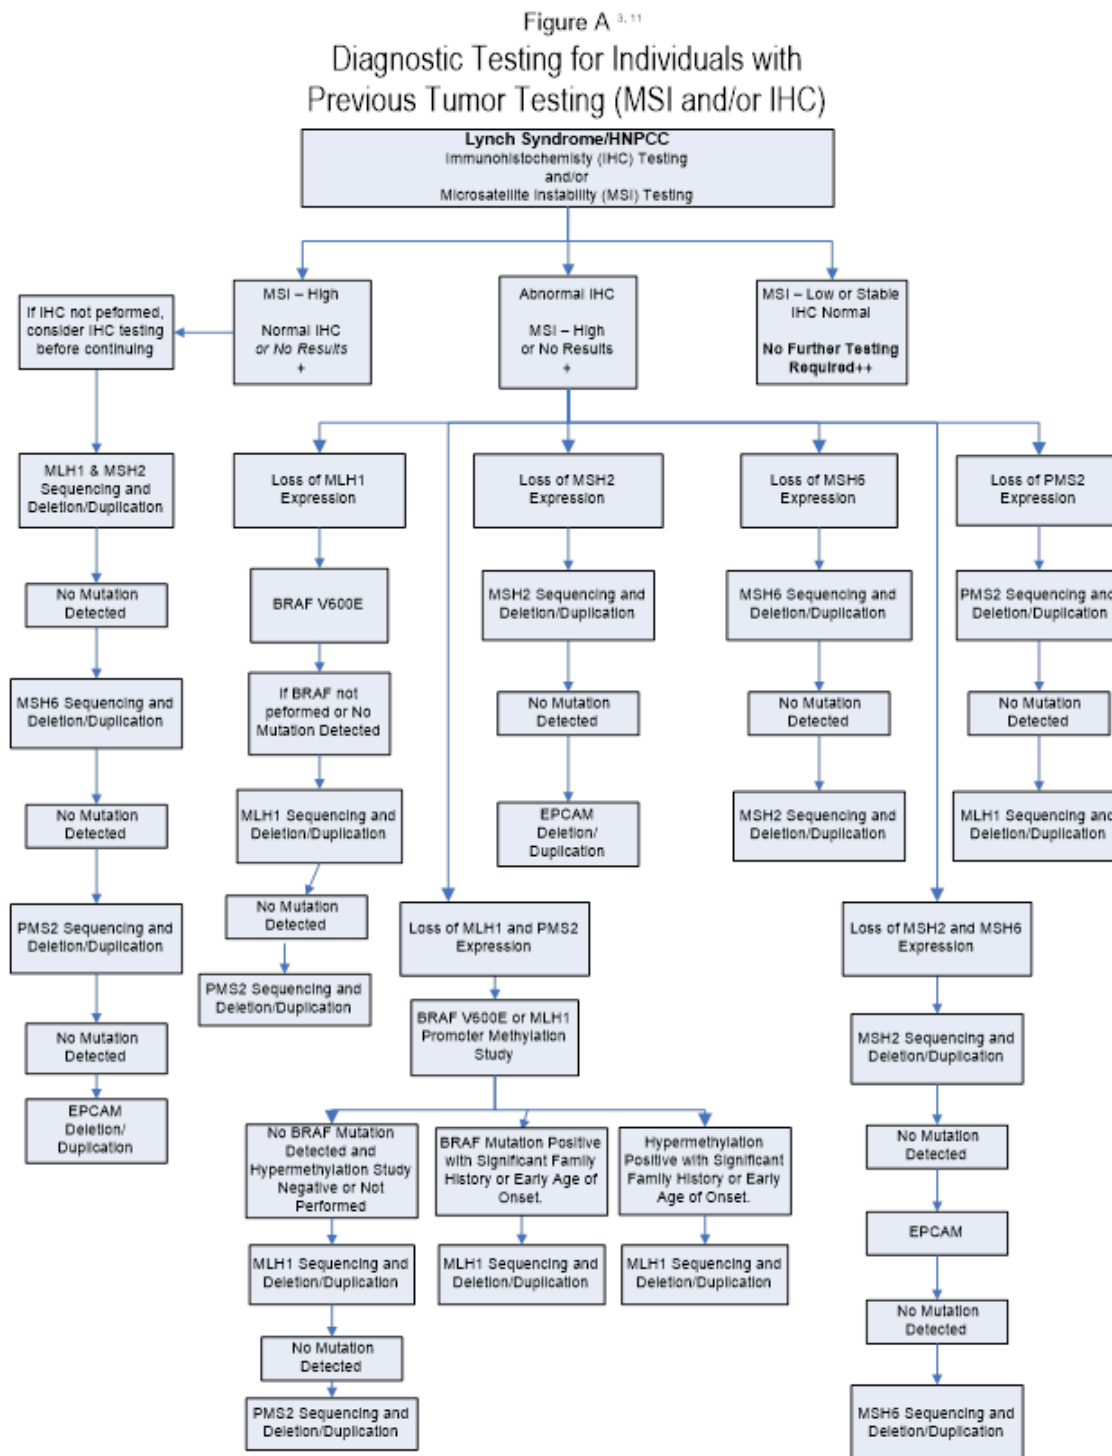 Figure A 3, 11
Diagnostic Testing for Individuals with
Previous Tumor Testing (MSI and/or IHC)
Lynch Syndrome/HNPCC
Immunohistochemisty (IHC) Testing
and/or
Microsatellite Instability (MSI) Testing
If IHC not peformed,
consider IHC testing
before continuing
MSI – High
Normal IHC
or No Results
+
Abnormal IHC
MSI – High
or No Results
+
MSI – Low or Stable
IHC Normal
No Further Testing
Required++
MLH1 & MSH2
Sequencing and
Deletion/Duplication
No Mutation
Detected
MSH6 Sequencing and
Deletion/Duplication
No Mutation
Detected
PMS2 Sequencing and
Deletion/Duplication
No Mutation
Detected
EPCAM
Deletion/
Duplication
Loss of MLH1
Expression
BRAF V600E
If BRAF not
peformed or No
Mutation Detected
MLH1 Sequencing and
Deletion/Duplication
No Mutation
Detected
PMS2 Sequencing and
Deletion/Duplication
Loss of MSH2
Expression
MSH2 Sequencing and
Deletion/Duplication
No Mutation
Detected
EPCAM
Deletion/
Duplication
Loss of MSH6
Expression
MSH6 Sequencing and
Deletion/Duplication
No Mutation
Detected
MSH2 Sequencing and
Deletion/Duplication
Loss of PMS2
Expression
PMS2 Sequencing and
Deletion/Duplication
No Mutation
Detected
MLH1 Sequencing and
Deletion/Duplication
Loss of MLH1 and PMS2
Expression
BRAF V600E or MLH1
Promoter Methylation
Study
No BRAF Mutation
Detected and
Hypermethylation Study
Negative or Not
Performed
MLH1 Sequencing and
Deletion/Duplication
No Mutation
Detected
PMS2 Sequencing and
Deletion/Duplication
BRAF Mutation Positive
with Significant Family
History or Early Age of
Onset.
MLH1 Sequencing and
Deletion/Duplication
Hypermethylation
Positive with Significant
Family History or Early
Age of Onset.
MLH1 Sequencing and
Deletion/Duplication
Loss of MSH2 and MSH6
Expression
MSH2 Sequencing and
Deletion/Duplication
No Mutation
Detected
EPCAM
No Mutation
Detected
MSH6 Sequencing and
Deletion/Duplication